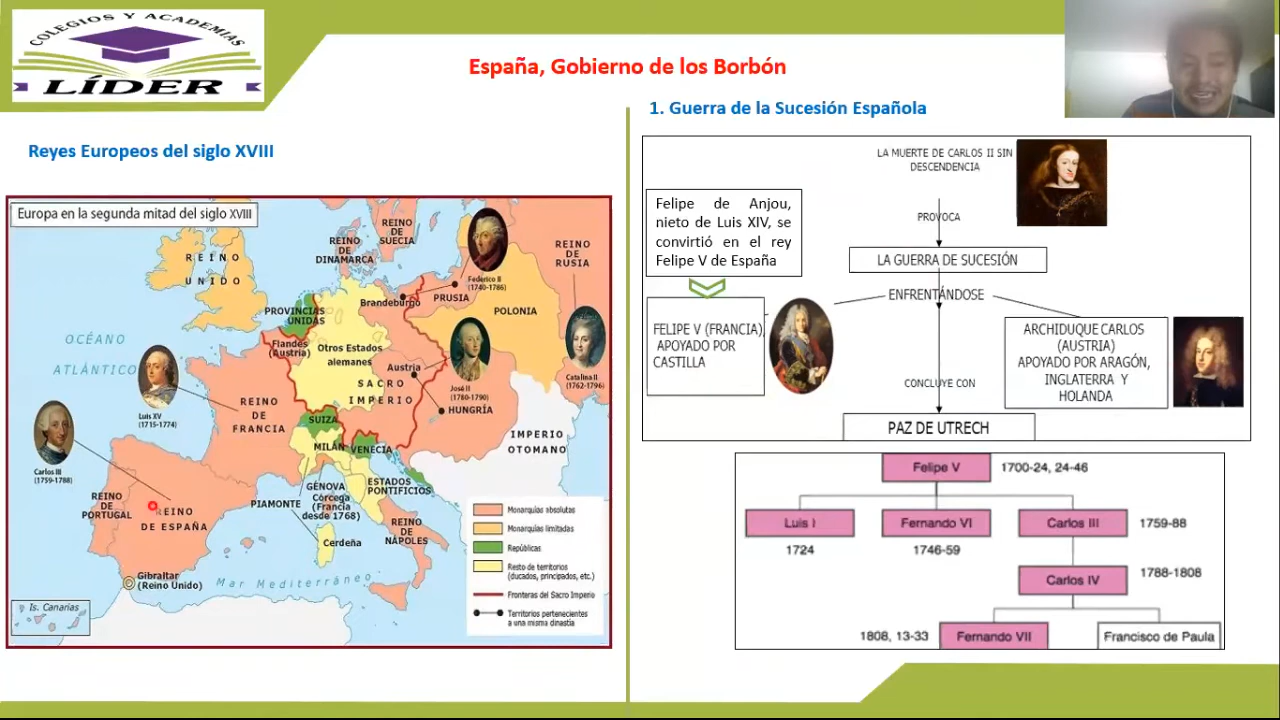 COLEGIOS Y ACADEMIAS
LÍDER
España, Gobierno de los Borbón
Reyes Europeos del siglo XVIII
Europa en la segunda mitad del siglo XVIII
REINO
UNIDO
REINO
DE
DINAMARCA
REINO
DE
SUECIA
REINO
DE
RUSIA
Federico II
(1740-1786)
Brandeburgo
PRUSIA
POLONIA
PROVINCIAS
UNIDAS
OCÉANO
ATLÁNTICO
Flandes
(Austria)
Otros Estados
alemanes
Austria
SACRO
IMPERIO
José II
(1780-1790)
Catalina II
(1762-1796)
HUNGRÍA
Luis XV
(1715-1774)
REINO
DE
FRANCIA
SUIZA
MILÁN
VENECIA
IMPERIO
OTOMANO
Carlos III
(1759-1788)
REINO
DE
PORTUGAL
REINO
DE ESPAÑA
PIAMONTE
GÉNOVA
Córcega
(Francia
desde 1768)
ESTADOS
PONTIFICIOS
REINO
DE
NÁPOLES
Cerdeña
Gibraltar
(Reino Unido)
Mar Mediterráneo
Is. Canarias
Monarquías absolutas
Monarquías limitadas
Repúblicas
Resto de territorios
(ducados, principados, etc.)
Fronteras del Sacro Imperio
Territorios pertenecientes
a una misma dinastía
1. Guerra de la Sucesión Española
LA MUERTE DE CARLOS II SIN
DESCENDENCIA
PROVOCA
LA GUERRA DE SUCESIÓN
ENFRENTÁNDOSE
Felipe de Anjou,
nieto de Luis XIV, se
convirtió en el rey
Felipe V de España
FELIPE V (FRANCIA)
APOYADO POR
CASTILLA
ARCHIDUQUE CARLOS
(AUSTRIA)
APOYADO POR ARAGÓN,
INGLATERRA Y
HOLANDA
CONCLUYE CON
PAZ DE UTRECH
Felipe V 1700-24, 24-46
Luis I Fernando VI Carlos III 1759-88
1724 1746-59
Carlos IV 1788-1808
1808, 13-33 Fernando VII Francisco de Paula